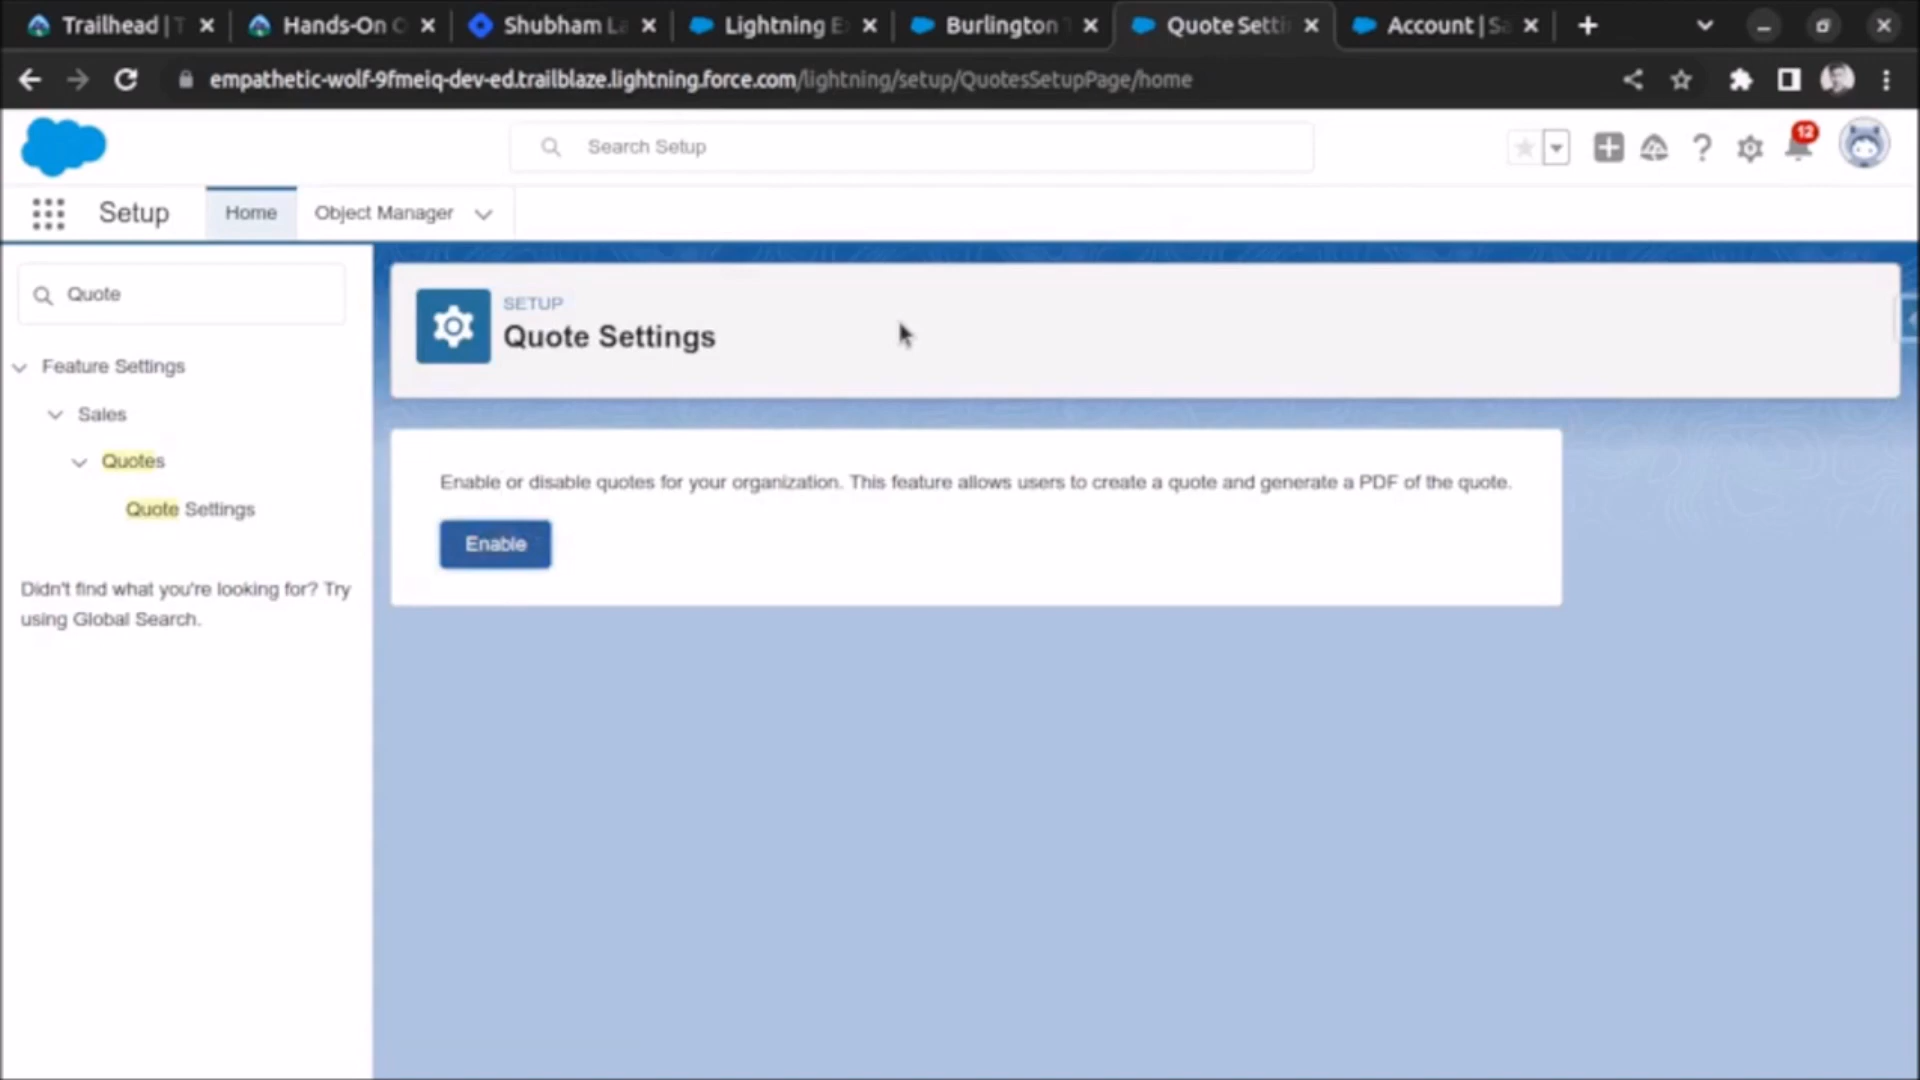 Trailhead | T
Hands-On O
Shubham La
Lightning E
Burlington T
Quote Setti
Account | Sa
empathetic-wolf-9fmeiq-dev-ed.trailblaze.lightning.force.com/lightning/setup/QuotesSetupPage/home
Search Setup
12
Setup
Home
Object Manager
Quote
SETUP
Quote Settings
Feature Settings
Sales
Quotes
Quote Settings
Enable or disable quotes for your organization. This feature allows users to create a quote and generate a PDF of the quote.
Enable
Didn't find what you're looking for? Try
using Global Search.